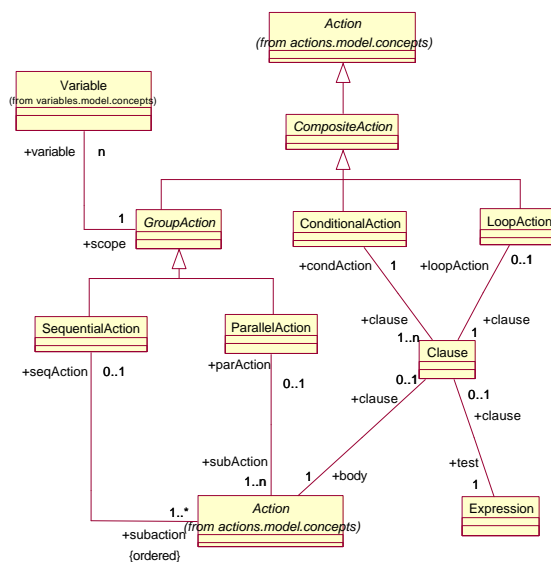 Action
(from actions.model.concepts)
Variable
(from variables.model.concepts)
CompositeAction
+variable
n
1
+scope
GroupAction
ConditionalAction
LoopAction
+condAction
1
+loopAction
0..1
SequentialAction
ParallelAction
+clause
1..n
1
+clause
Clause
+seqAction
0..1
+parAction
0..1
0..1
+clause
0..1
+clause
+subAction
1..n
1
+body
+test
1
1..*
+subaction
{ordered}
Action
(from actions.model.concepts)
Expression